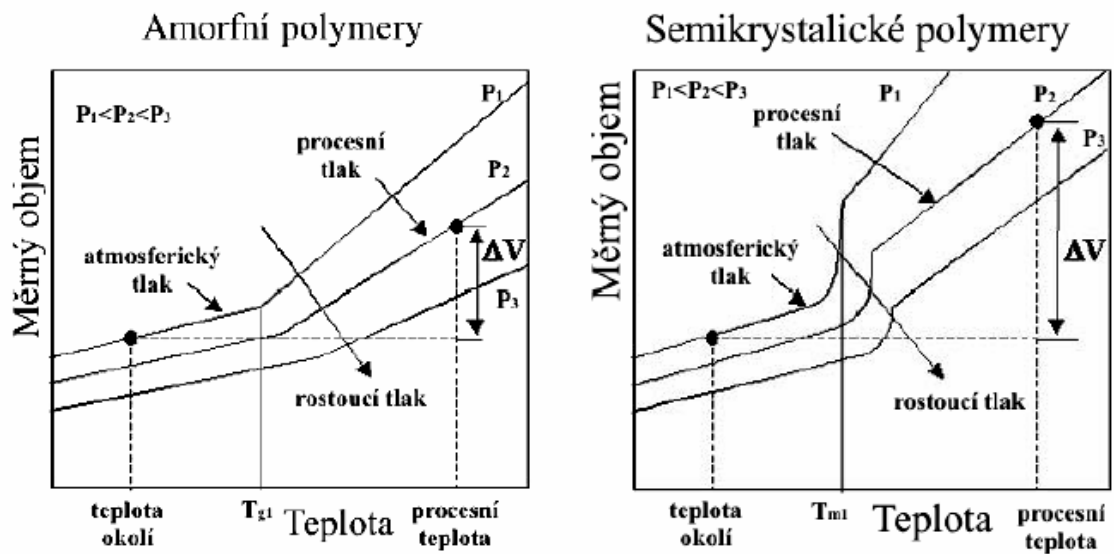 Amorfní polymery
P1<P2<P3
P1
procesní
tlak
P2
atmosferický
tlak
ΔV
P3
rostoucí tlak
Měrný objem
teplota
okolí
Tg1
Teplota
procesní
teplota
Semikrystalické polymery
P1<P2<P3
P1
P2
procesní
tlak
P3
atmosferický
tlak
ΔV
rostoucí tlak
Měrný objem
teplota
okolí
Tm1
Teplota
procesní
teplota